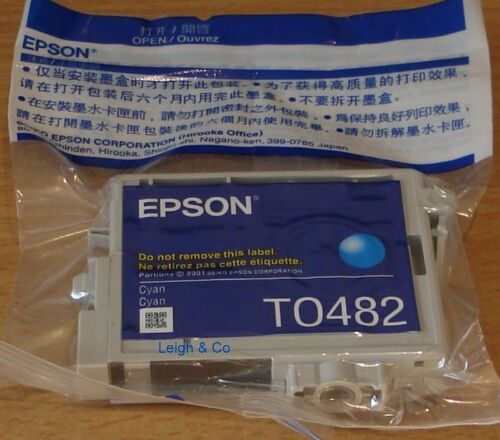 打开/開啓
OPEN/Ouvrez
EPSON®
•仅当安装墨盒时才打开此包装。 •为了获得高质量的打印效果,
请在打开包装后六个月内用完此墨盒。 •不要拆开墨盒。
•在安裝墨水卡匣前，請勿打開密封之外包裝。 •爲保持良好列印效果，
請在打開墨水卡匣包裝後的六個月內使用完畢。 •請勿拆解墨水卡匣。
SEIKO EPSON CORPORATION (Hirooka Office)
Hirooka, Shiojiri-shi, Nagano-ken, 399-0785 Japan
EPSON®
Do not remove this label.
Ne retirez pas cette étiquette.
Portions © 2001 SEIKO EPSON CORPORATION
Cyan
Cyan
T0482
Leigh & Co